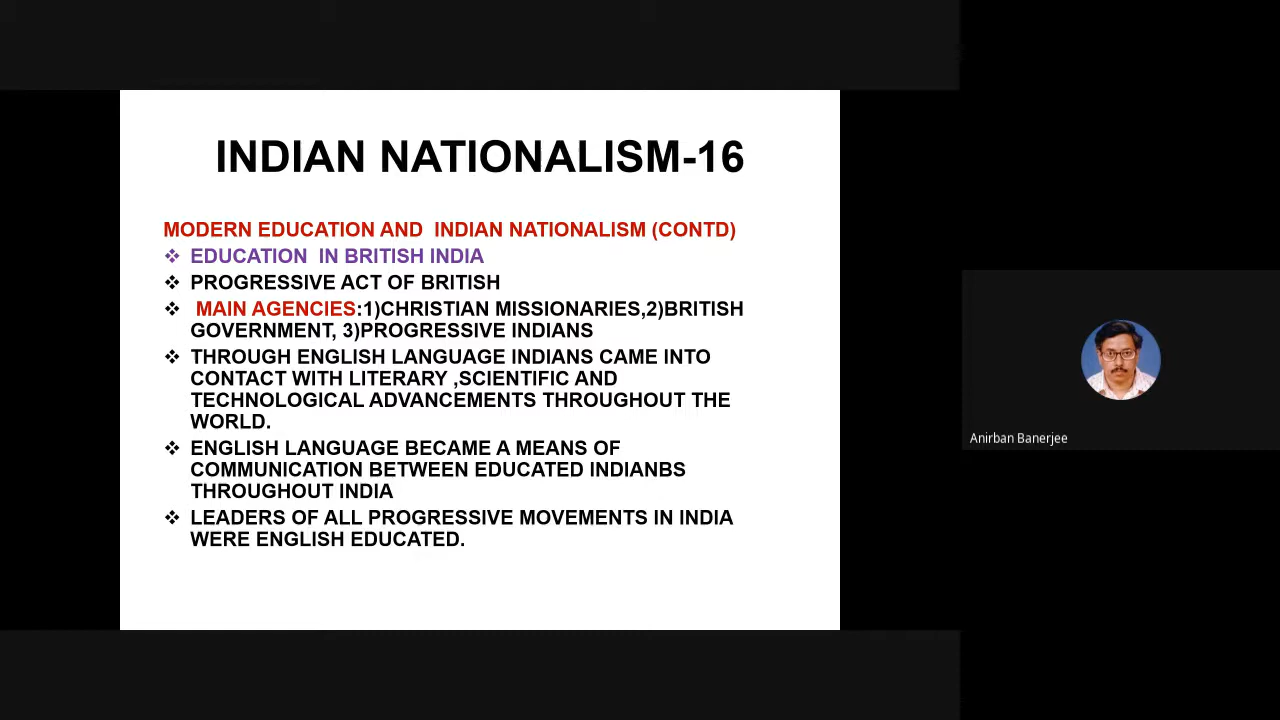 INDIAN NATIONALISM-16
MODERN EDUCATION AND INDIAN NATIONALISM (CONTD)
❖ EDUCATION IN BRITISH INDIA
❖ PROGRESSIVE ACT OF BRITISH
❖ MAIN AGENCIES:1)CHRISTIAN MISSIONARIES,2)BRITISH
GOVERNMENT, 3)PROGRESSIVE INDIANS
❖ THROUGH ENGLISH LANGUAGE INDIANS CAME INTO
CONTACT WITH LITERARY ,SCIENTIFIC AND
TECHNOLOGICAL ADVANCEMENTS THROUGHOUT THE
WORLD.
❖ ENGLISH LANGUAGE BECAME A MEANS OF
COMMUNICATION BETWEEN EDUCATED INDIANBS
THROUGHOUT INDIA
❖ LEADERS OF ALL PROGRESSIVE MOVEMENTS IN INDIA
WERE ENGLISH EDUCATED.
Anirban Banerjee